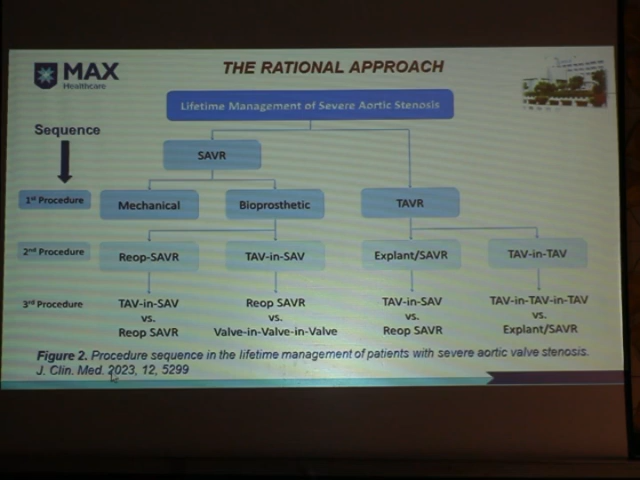 MAX
Healthcare
THE RATIONAL APPROACH
Lifetime Management of Severe Aortic Stenosis
Sequence
SAVR
1st Procedure
Mechanical
Bioprosthetic
TAVR
2nd Procedure
Reop-SAVR
TAV-in-SAV
Explant/SAVR
TAV-in-TAV
3rd Procedure
TAV-in-SAV
vs.
Reop SAVR
Reop SAVR
vs.
Valve-in-Valve-in-Valve
TAV-in-SAV
vs.
Reop SAVR
TAV-in-TAV-in-TAV
vs.
Explant/SAVR
Figure 2. Procedure sequence in the lifetime management of patients with severe aortic valve stenosis.
J. Clin. Med. 2023, 12, 5299